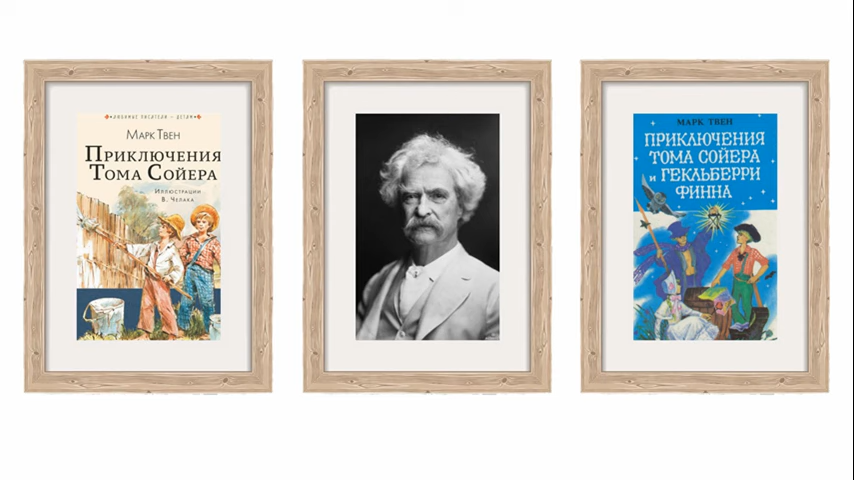 ЛЮБИМЫЕ ПИСАТЕЛИ – ДЕТЯМ
МАРК ТВЕН
ПРИКЛЮЧЕНИЯ
ТОМА СОЙЕРА
ИЛЛЮСТРАЦИИ
В. ЧЕЛАКА
МАРК ТВЕН
ПРИКЛЮЧЕНИЯ
ТОМА СОЙЕРА
И ГЕКЛЬБЕРРИ
ФИННА